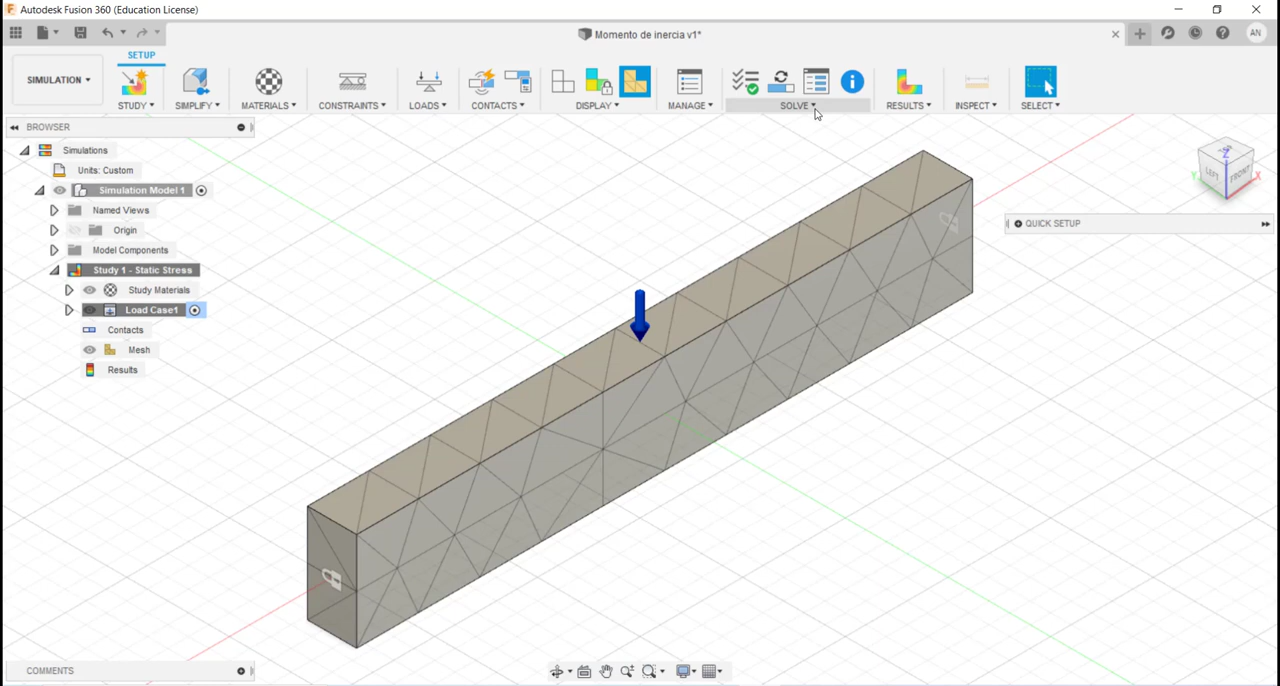 Autodesk Fusion 360 (Education License)
Momento de inercia v1*
AN
SETUP
SIMULATION
STUDY
SIMPLIFY
MATERIALS
CONSTRAINTS
LOADS
CONTACTS
DISPLAY
MANAGE
SOLVE
RESULTS
INSPECT
SELECT
BROWSER
Simulations
Units: Custom
Simulation Model 1
Named Views
Origin
Model Components
Study 1 - Static Stress
Study Materials
Load Case1
Contacts
Mesh
Results
Z
LEFT
FRONT
Y
X
QUICK SETUP
COMMENTS